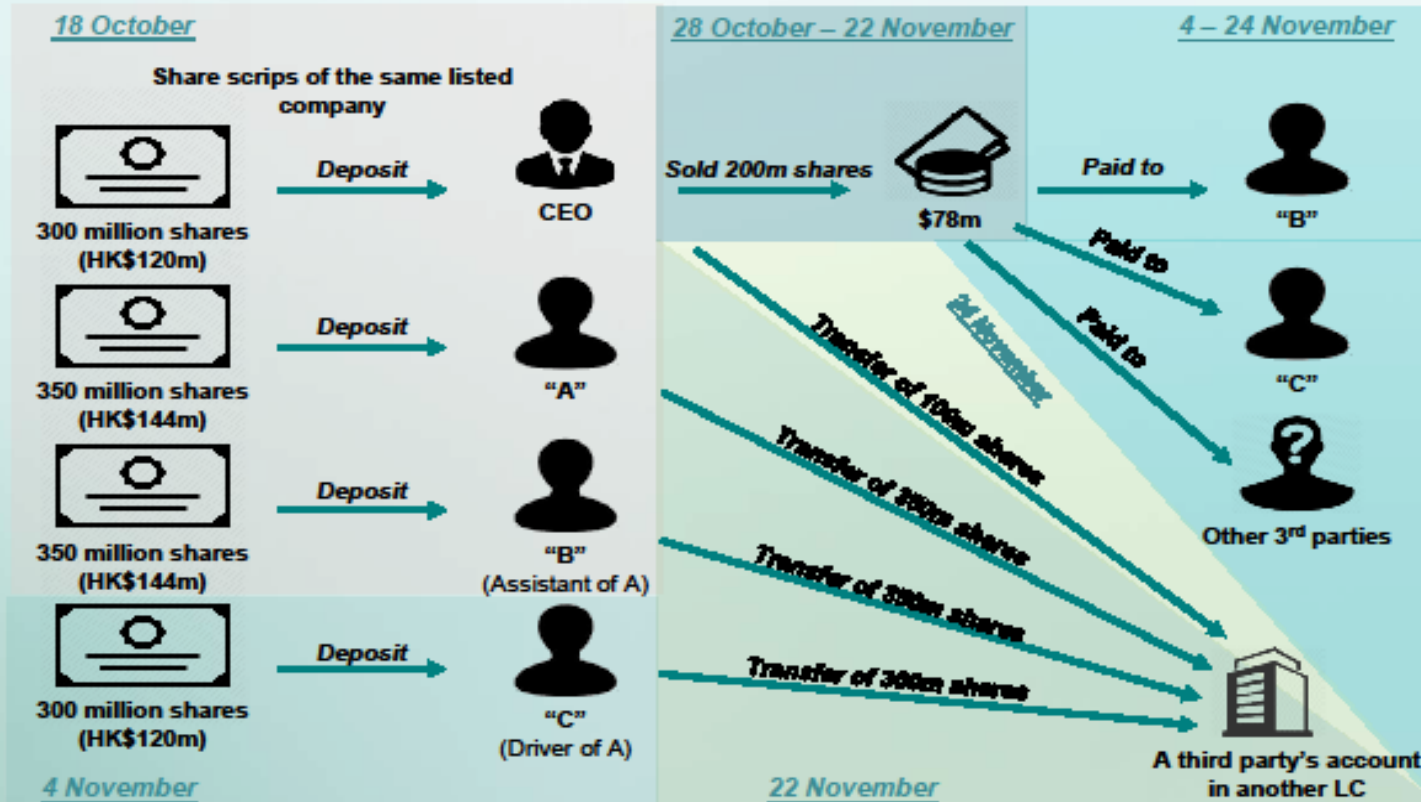 18 October
28 October – 22 November
4 – 24 November
Share scrips of the same listed
company
Deposit
CEO
300 million shares
(HK$120m)
Sold 200m shares
$78m
Paid to
“B”
Deposit
“A”
350 million shares
(HK$144m)
Paid to
“C”
Paid to
Other 3rd parties
24 November
Transfer of 100m shares
Deposit
“B”
(Assistant of A)
350 million shares
(HK$144m)
Transfer of 350m shares
Transfer of 350m shares
Deposit
“C”
(Driver of A)
300 million shares
(HK$120m)
Transfer of 300m shares
A third party’s account
in another LC
4 November
22 November